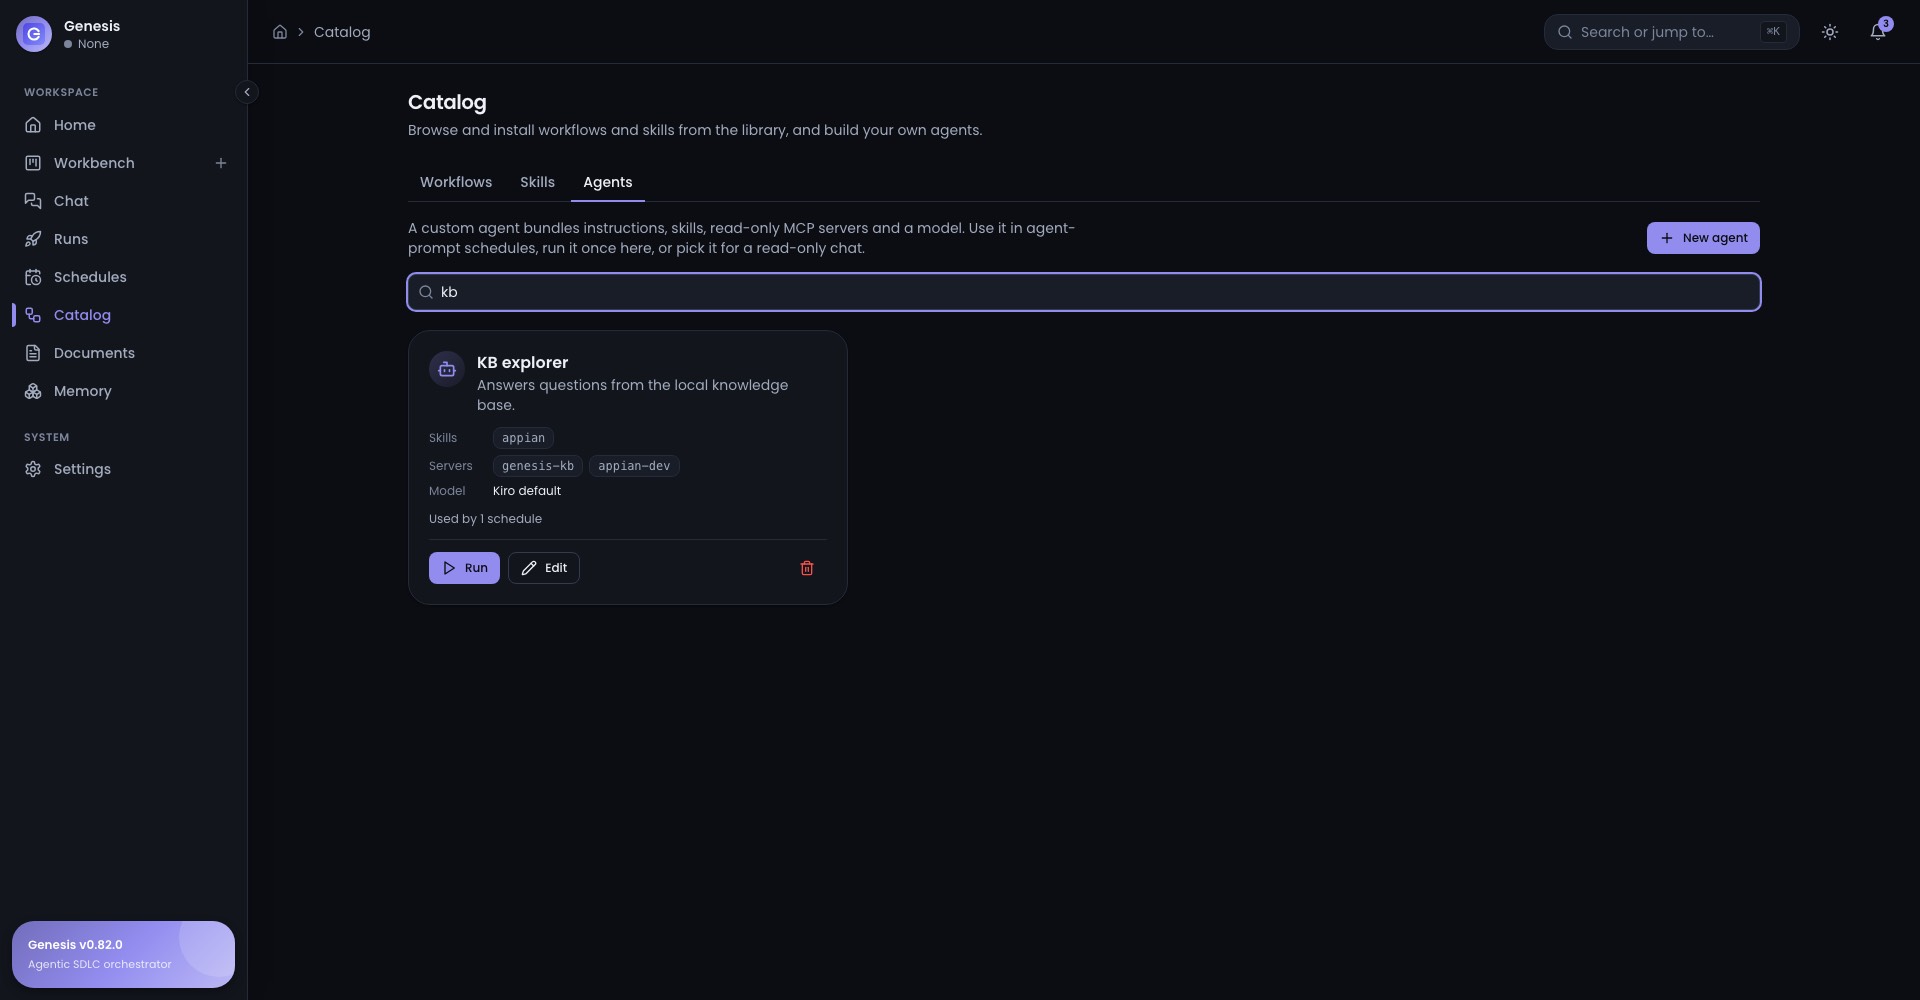 Genesis
None
WORKSPACE
Home
Workbench
Chat
Runs
Schedules
Catalog
Documents
Memory
SYSTEM
Settings
Genesis v0.82.0
Agentic SDLC orchestrator
Catalog
Search or jump to...
⌘K
3
Catalog
Browse and install workflows and skills from the library, and build your own agents.
Workflows
Skills
Agents
A custom agent bundles instructions, skills, read-only MCP servers and a model. Use it in agent-
prompt schedules, run it once here, or pick it for a read-only chat.
New agent
kb
KB explorer
Answers questions from the local knowledge
base.
Skills appian
Servers genesis-kb appian-dev
Model Kiro default
Used by 1 schedule
Run
Edit